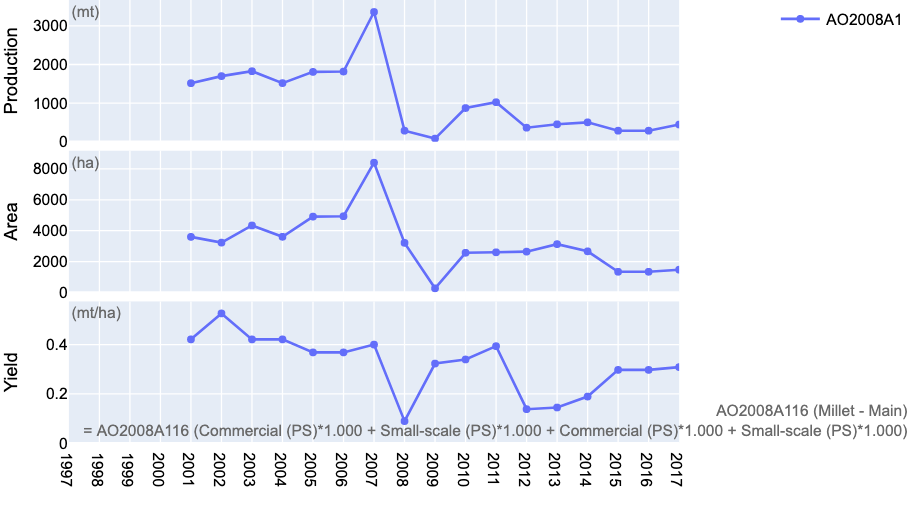 (mt)
AO2008A1
3000
2000
1000
0
Production
(ha)
8000
6000
4000
2000
0
Area
(mt/ha)
0.4
0.2
0
Yield
AO2008A116 (Millet - Main)
= AO2008A116 (Commercial (PS)*1.000 + Small-scale (PS)*1.000 + Commercial (PS)*1.000 + Small-scale (PS)*1.000)
1997 1998 1999 2000 2001 2002 2003 2004 2005 2006 2007 2008 2009 2010 2011 2012 2013 2014 2015 2016 2017